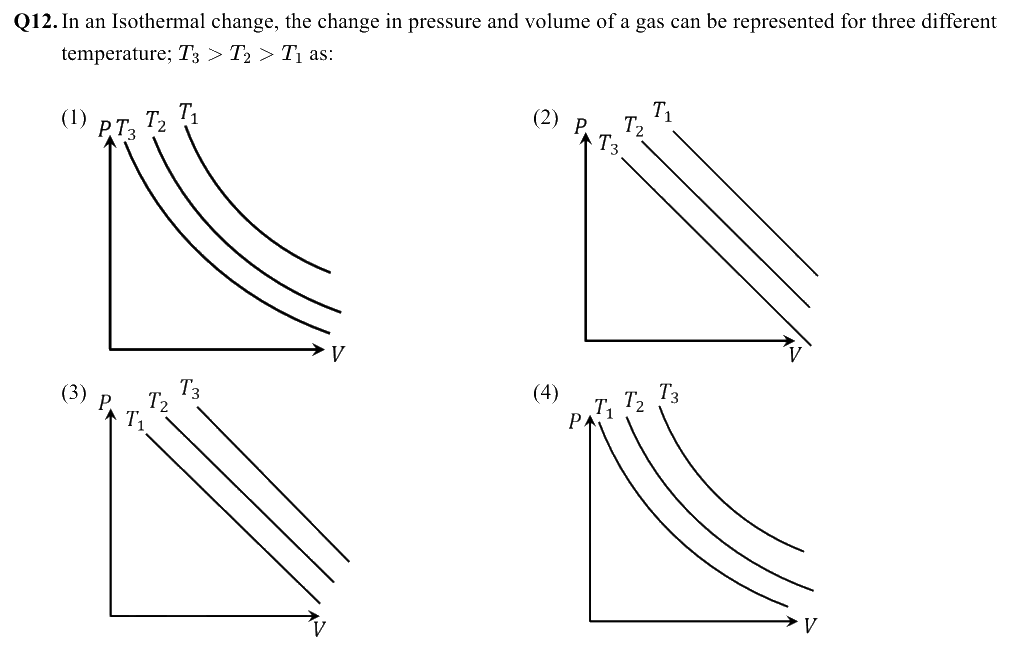 Q12. In an Isothermal change, the change in pressure and volume of a gas can be represented for three different
temperature; T₃ > T₂ > T₁ as:
(1) P T₃ T₂ T₁
V
(2) P T₃ T₂ T₁
V
(3) P T₁ T₂ T₃
V
(4) P T₁ T₂ T₃
V